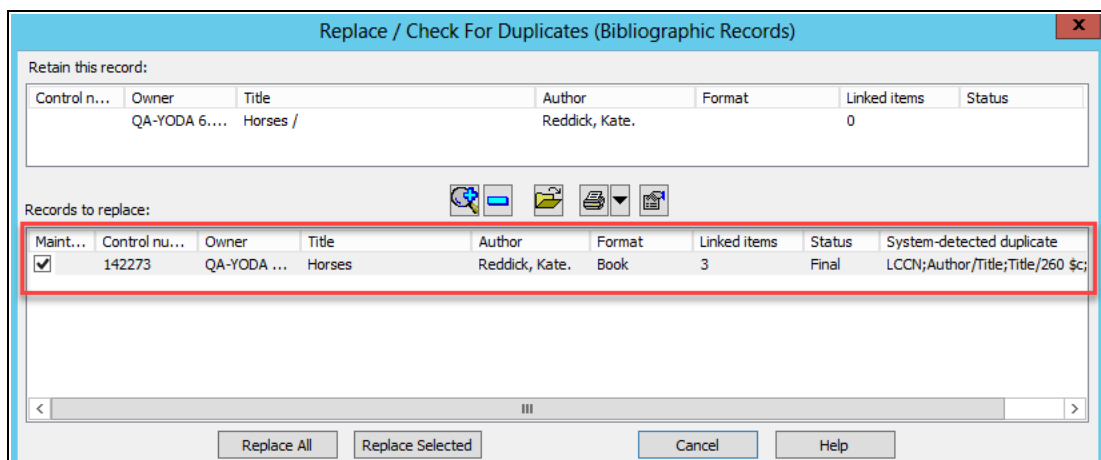 Replace / Check For Duplicates (Bibliographic Records)
x
Retain this record:
Control n... Owner Title Author Format Linked items Status
QA-YODA 6.... Horses / Reddick, Kate. 0
Records to replace:
Maint... Control nu... Owner Title Author Format Linked items Status System-detected duplicate
142273 QA-YODA ... Horses Reddick, Kate. Book 3 Final LCCN;Author/Title;Title/260 $c;
Replace All Replace Selected Cancel Help